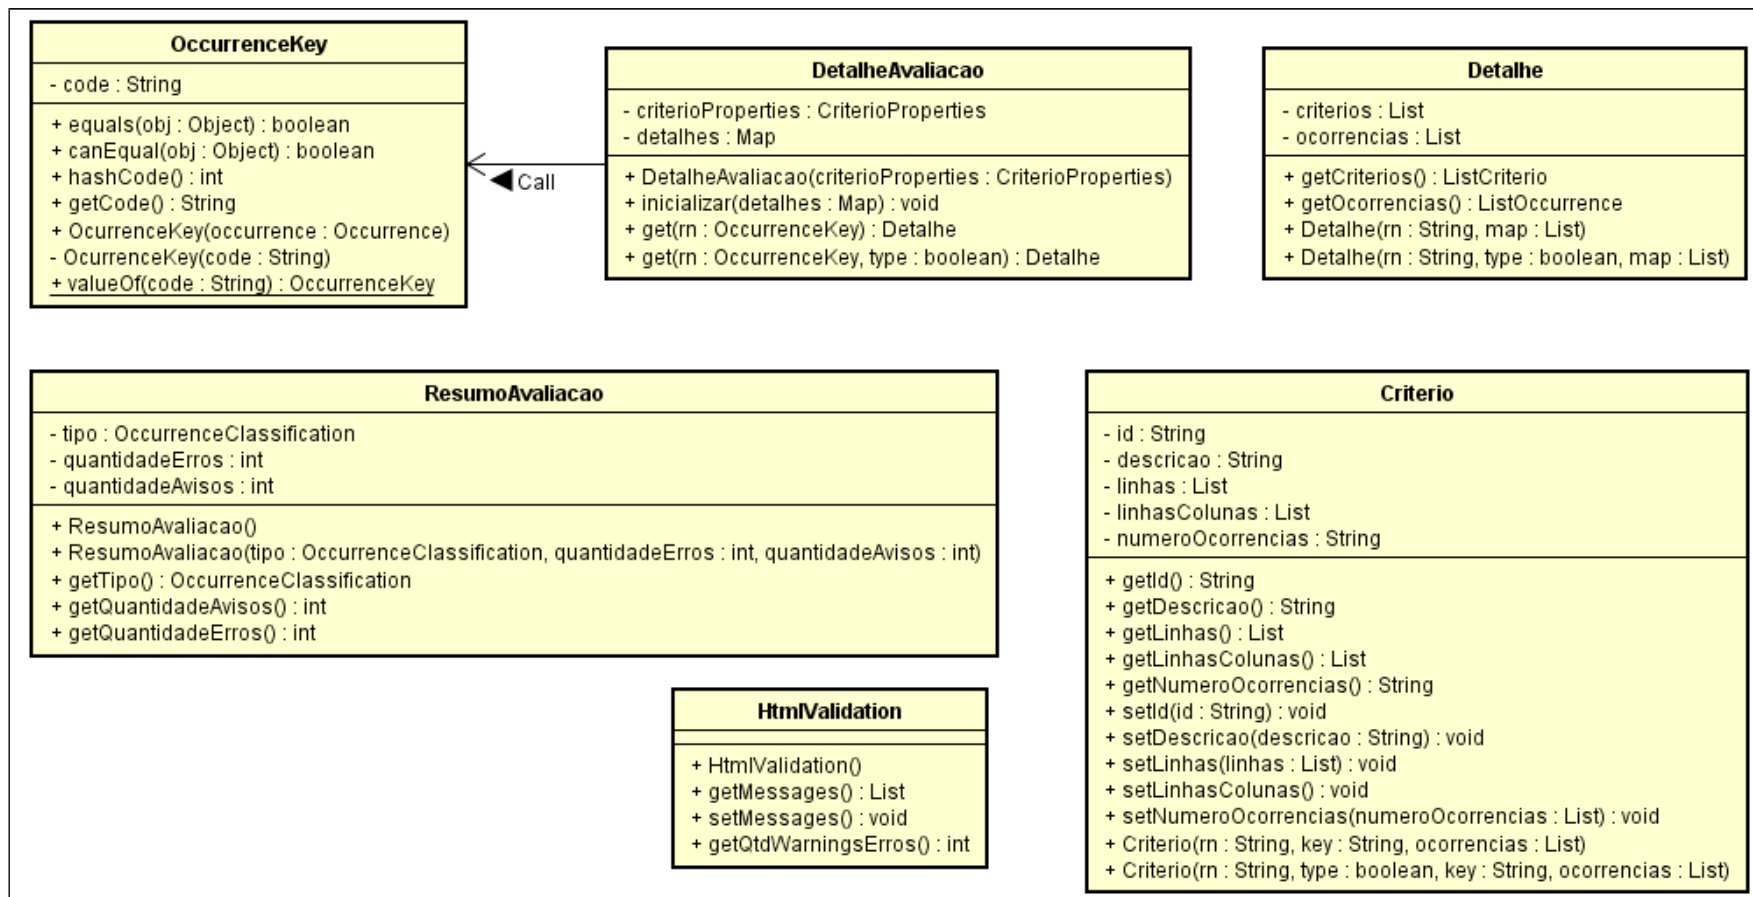 OccurrenceKey
- code : String
+ equals(obj : Object) : boolean
+ canEqual(obj : Object) : boolean
+ hashCode() : int
+ getCode() : String
+ OcurrenceKey(occurrence : Occurrence)
- OcurrenceKey(code : String)
+ valueOf(code : String) : OccurrenceKey
Call
DetalheAvaliacao
- criterioProperties : CriterioProperties
- detalhes : Map
+ DetalheAvaliacao(criterioProperties : CriterioProperties)
+ inicializar(detalhes : Map) : void
+ get(rn : OccurrenceKey) : Detalhe
+ get(rn : OccurrenceKey, type : boolean) : Detalhe
Detalhe
- criterios : List
- ocorrencias : List
+ getCriterios() : ListCriterio
+ getOcorrencias() : ListOccurrence
+ Detalhe(rn : String, map : List)
+ Detalhe(rn : String, type : boolean, map : List)
ResumoAvaliacao
- tipo : OccurrenceClassification
- quantidadeErros : int
- quantidadeAvisos : int
+ ResumoAvaliacao()
+ ResumoAvaliacao(tipo : OccurrenceClassification, quantidadeErros : int, quantidadeAvisos : int)
+ getTipo() : OccurrenceClassification
+ getQuantidadeAvisos() : int
+ getQuantidadeErros() : int
Criterio
- id : String
- descricao : String
- linhas : List
- linhasColunas : List
- numeroOcorrencias : String
+ getId() : String
+ getDescricao() : String
+ getLinhas() : List
+ getLinhasColunas() : List
+ getNumeroOcorrencias() : String
+ setId(id : String) : void
+ setDescricao(descricao : String) : void
+ setLinhas(linhas : List) : void
+ setLinhasColunas() : void
+ setNumeroOcorrencias(numeroOcorrencias : List) : void
+ Criterio(rn : String, key : String, ocorrencias : List)
+ Criterio(rn : String, type : boolean, key : String, ocorrencias : List)
HtmlValidation
+ HtmlValidation()
+ getMessages() : List
+ setMessages() : void
+ getQtdWarningsErros() : int